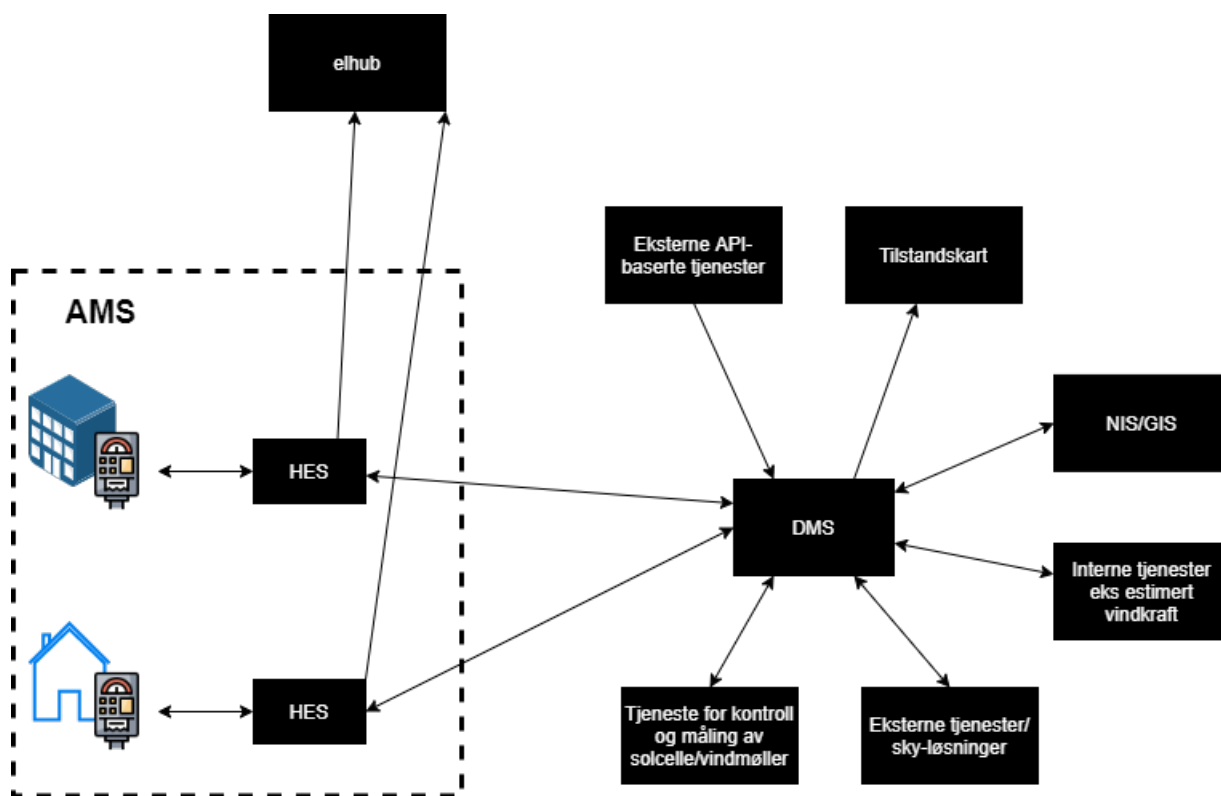 elhub
Eksterne API-
baserte tjenester
Tilstandskart
AMS
NIS/GIS
HES
DMS
Interne tjenester
eks estimert
vindkraft
HES
Tjeneste for kontroll
og måling av
solcelle/vindmøller
Eksterne tjenester/
sky-løsninger